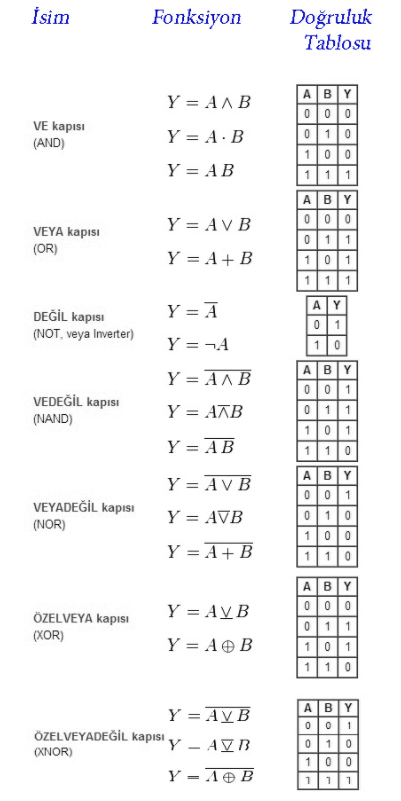 İsim Fonksiyon Doğruluk
Tablosu
VE kapısı
(AND)
Y = A ∧ B
Y = A · B
Y = A B
A B Y
0 0 0
0 1 0
1 0 0
1 1 1
VEYA kapısı
(OR)
Y = A ∨ B
Y = A + B
A B Y
0 0 0
0 1 1
1 0 1
1 1 1
DEĞİL kapısı
(NOT, veya Inverter)
Y = A̅
Y = ¬A
A Y
0 1
1 0
VEDEĞİL kapısı
(NAND)
Y = A̅ ∧̅ B̅
Y = A⊼B
Y = A̅ B̅
A B Y
0 0 1
0 1 1
1 0 1
1 1 0
VEYADEĞİL kapısı
(NOR)
Y = A̅ ∨̅ B̅
Y = A⊽B
Y = A̅ +̅ B̅
A B Y
0 0 1
0 1 0
1 0 0
1 1 0
ÖZELVEYA kapısı
(XOR)
Y = A ⊻ B
Y = A ⊕ B
A B Y
0 0 0
0 1 1
1 0 1
1 1 0
ÖZELVEYADEĞİL kapısı
(XNOR)
Y = A̅ ⊻̅ B̅
Y = A ⊻̅ B
Y = A̅ ⊕̅ B̅
A B Y
0 0 1
0 1 0
1 0 0
1 1 1